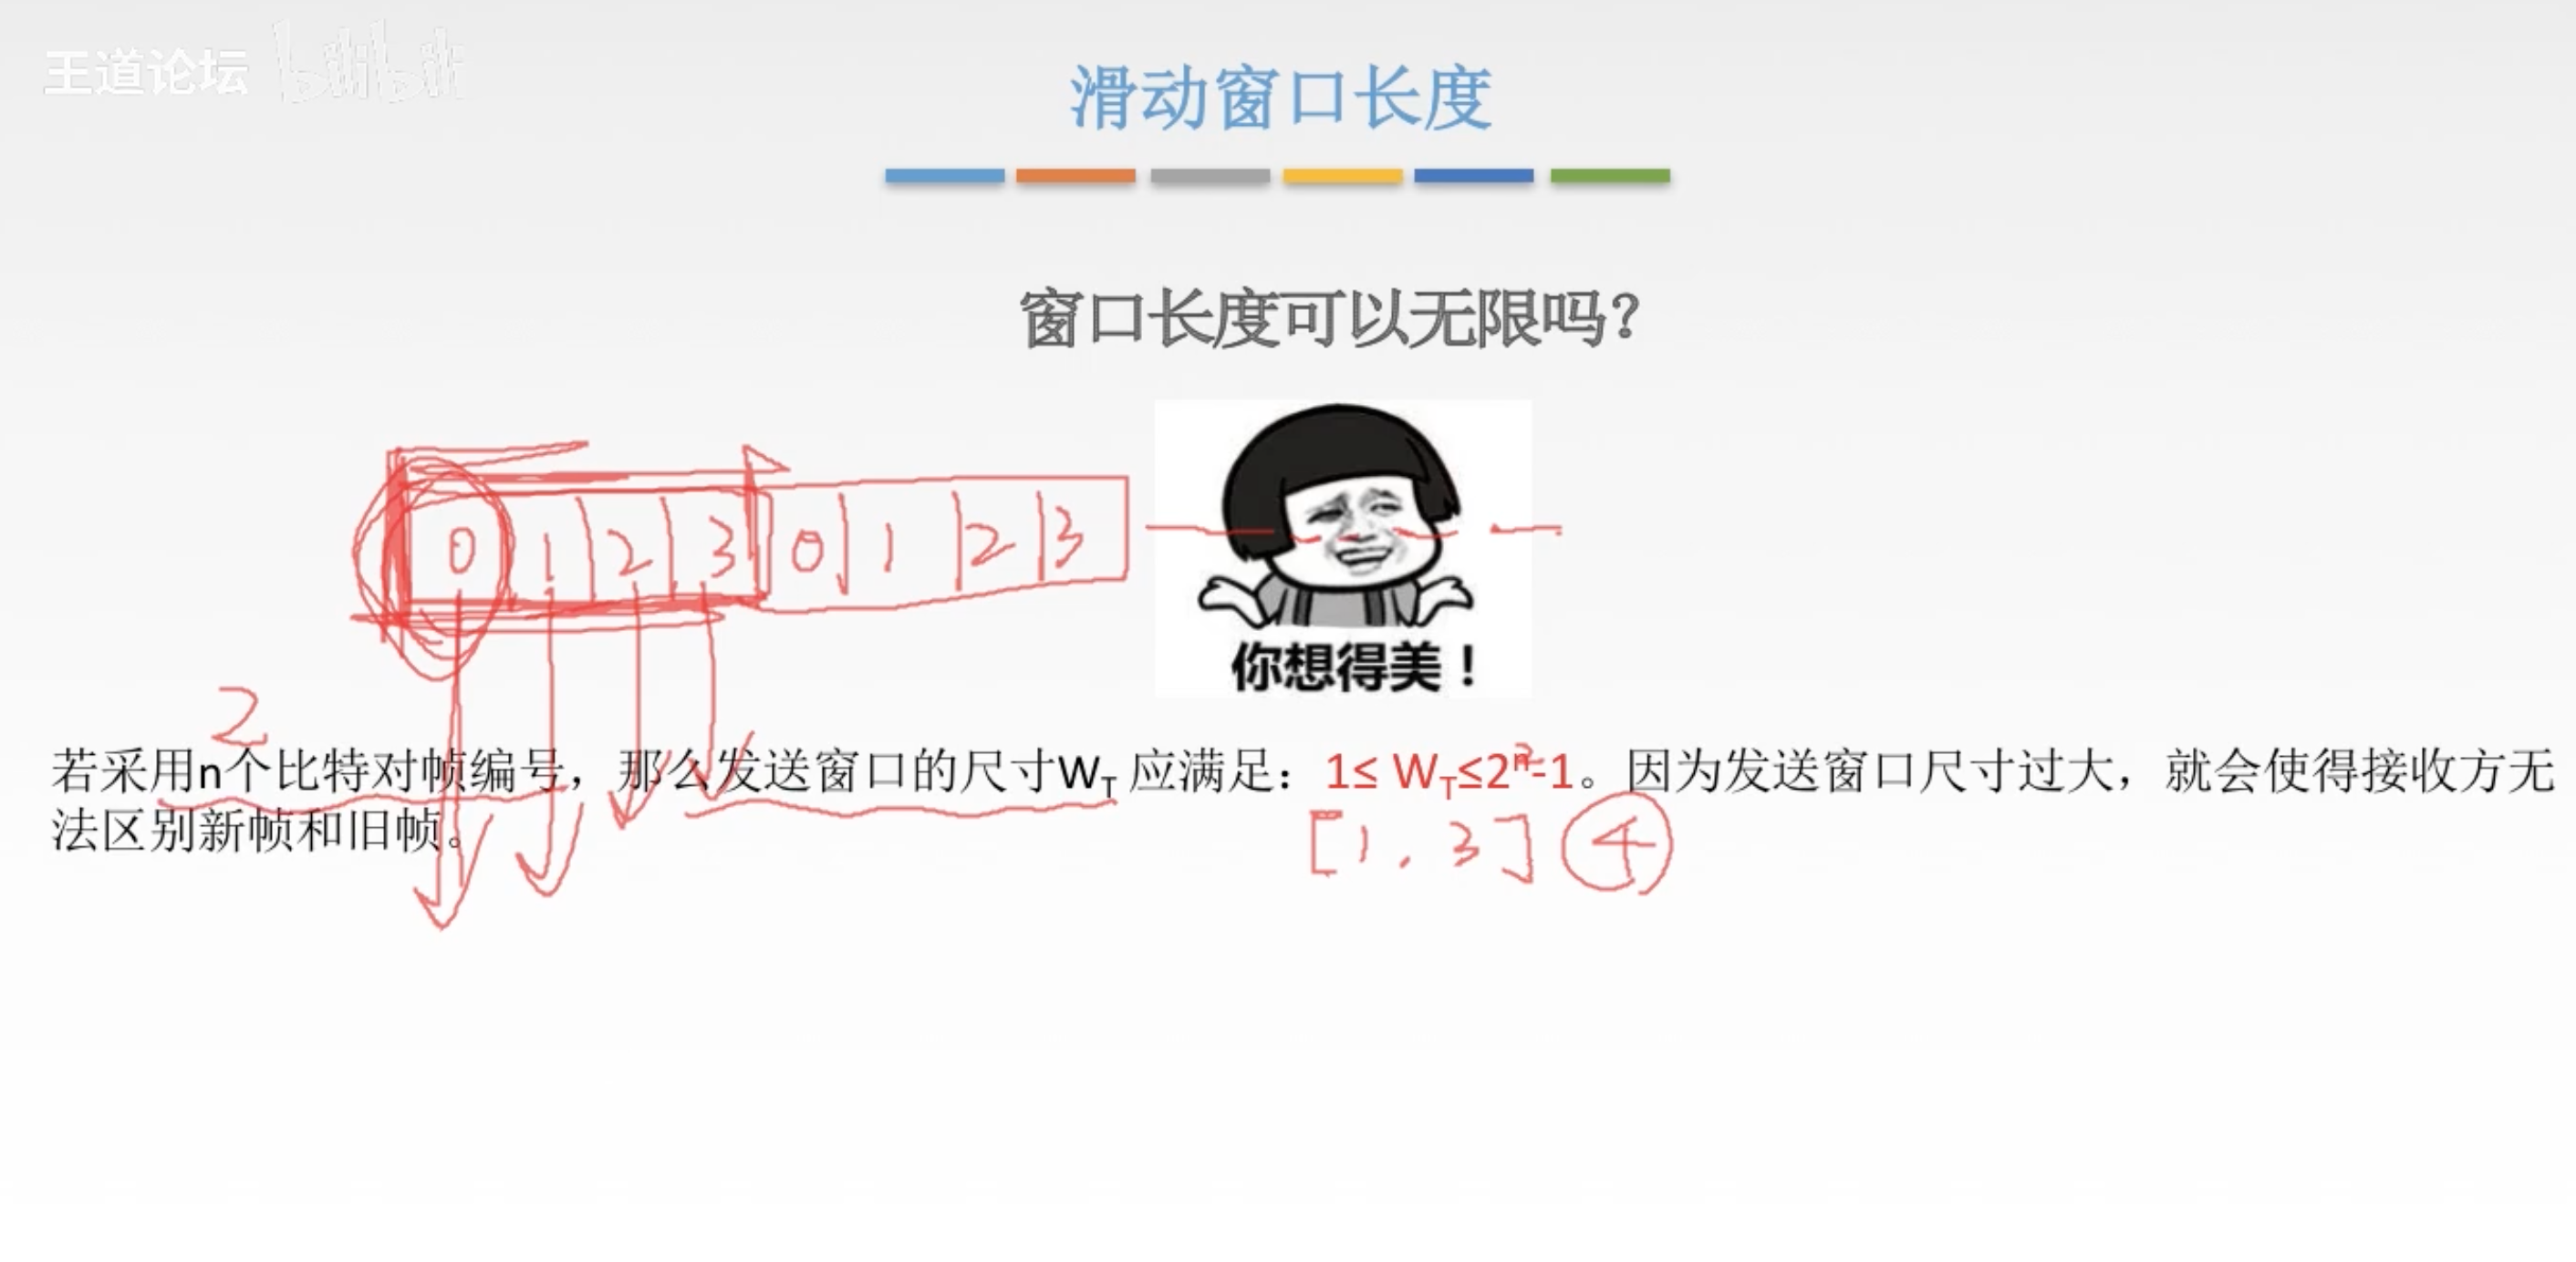 王道论坛 bilibili
滑动窗口长度
窗口长度可以无限吗?
0 1 2 3 0 1 2 3
你想得美！
2
2
若采用n个比特对帧编号，那么发送窗口的尺寸W_T 应满足：1≤ W_T≤2^n-1。因为发送窗口尺寸过大，就会使得接收方无
法区别新帧和旧帧。
[1, 3] 4